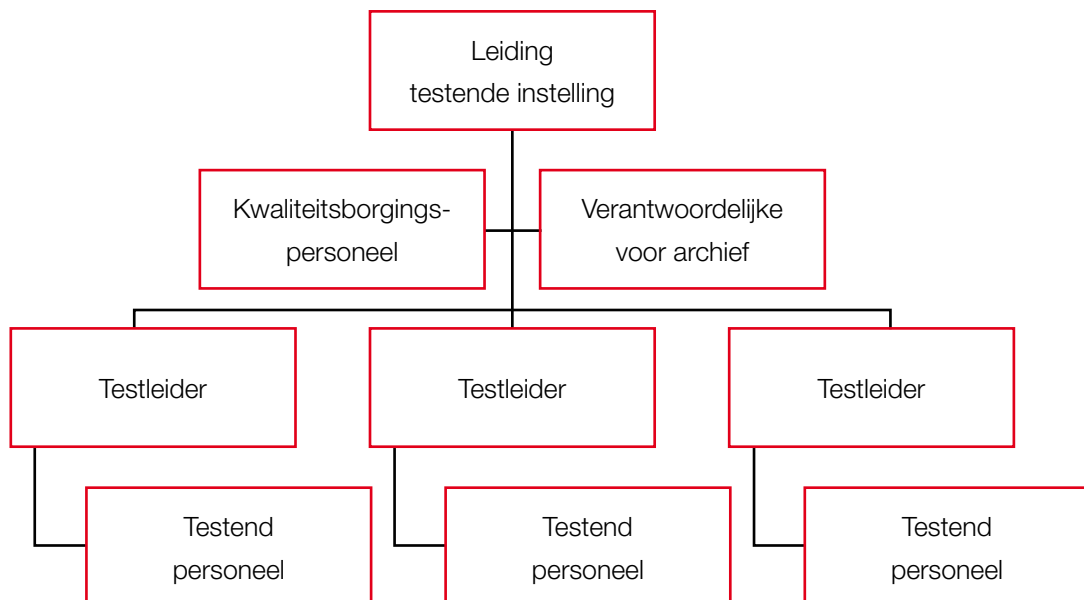 Leiding
testende instelling
Kwaliteitsborgings-
personeel
Verantwoordelijke
voor archief
Testleider
Testleider
Testleider
Testend
personeel
Testend
personeel
Testend
personeel